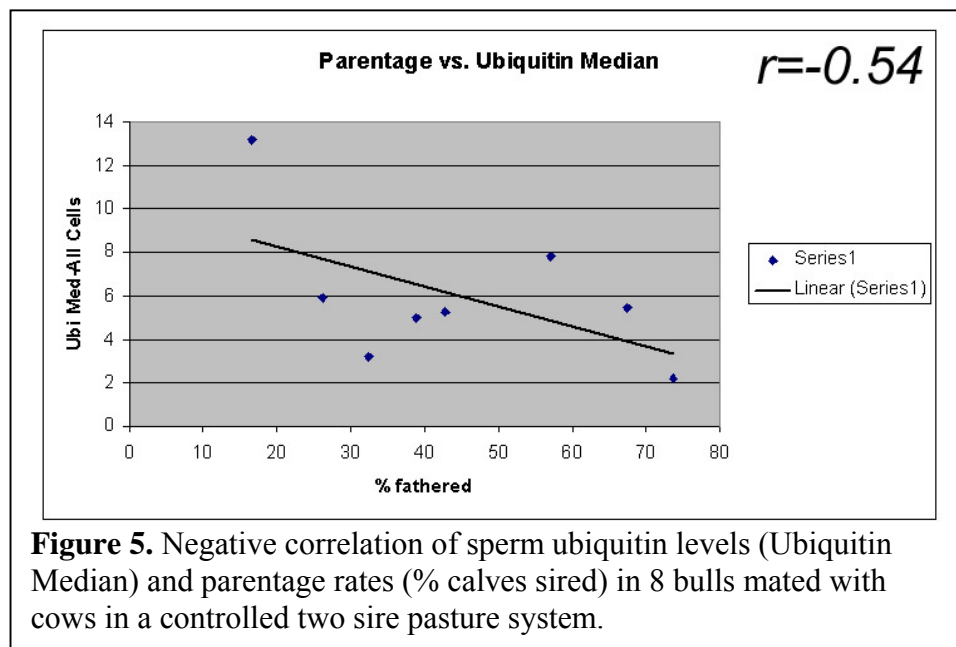 Parentage vs. Ubiquitin Median
r=-0.54
Ubi Med-All Cells
14
12
10
8
6
4
2
0
0 10 20 30 40 50 60 70 80
% fathered
Series1
Linear (Series1)
Figure 5. Negative correlation of sperm ubiquitin levels (Ubiquitin
Median) and parentage rates (% calves sired) in 8 bulls mated with
cows in a controlled two sire pasture system.